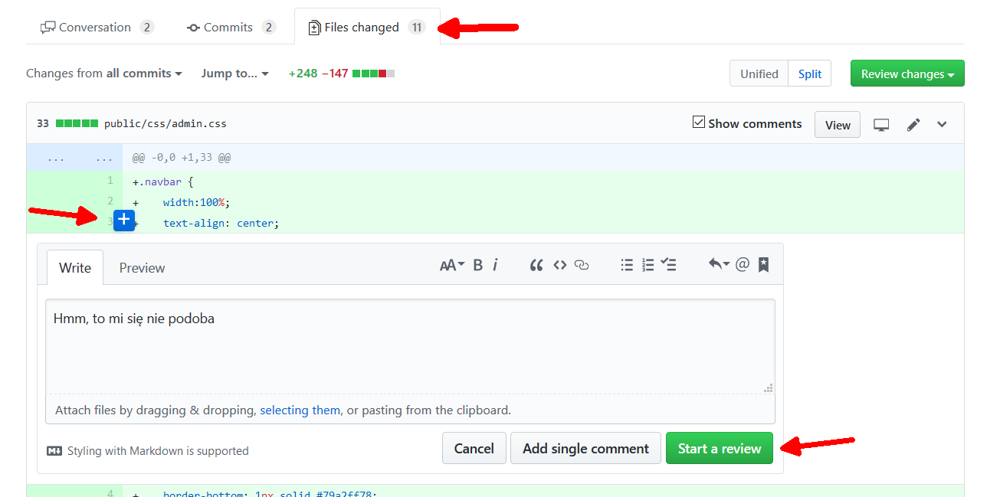 Conversation 2 Commits 2 Files changed 11
Changes from all commits Jump to... +248 −147 Unified Split Review changes
33 public/css/admin.css Show comments View
... ... @@ -0,0 +1,33 @@
1 +.navbar {
2 + width:100%;
3 + text-align: center;
Write Preview AA B i
Hmm, to mi się nie podoba
Attach files by dragging & dropping, selecting them, or pasting from the clipboard.
Styling with Markdown is supported Cancel Add single comment Start a review
4 + border-bottom: 1px solid #79a2ff78;